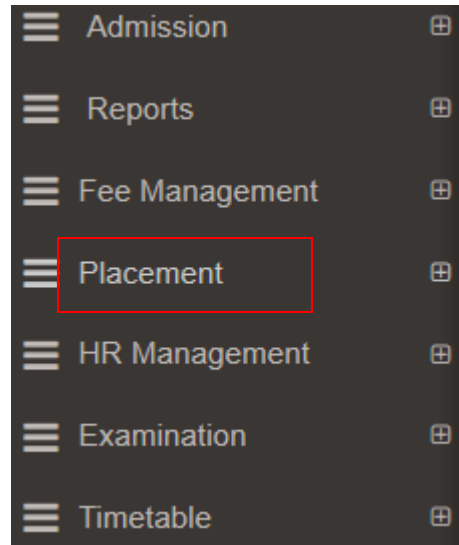 Admission
Reports
Fee Management
Placement
HR Management
Examination
Timetable